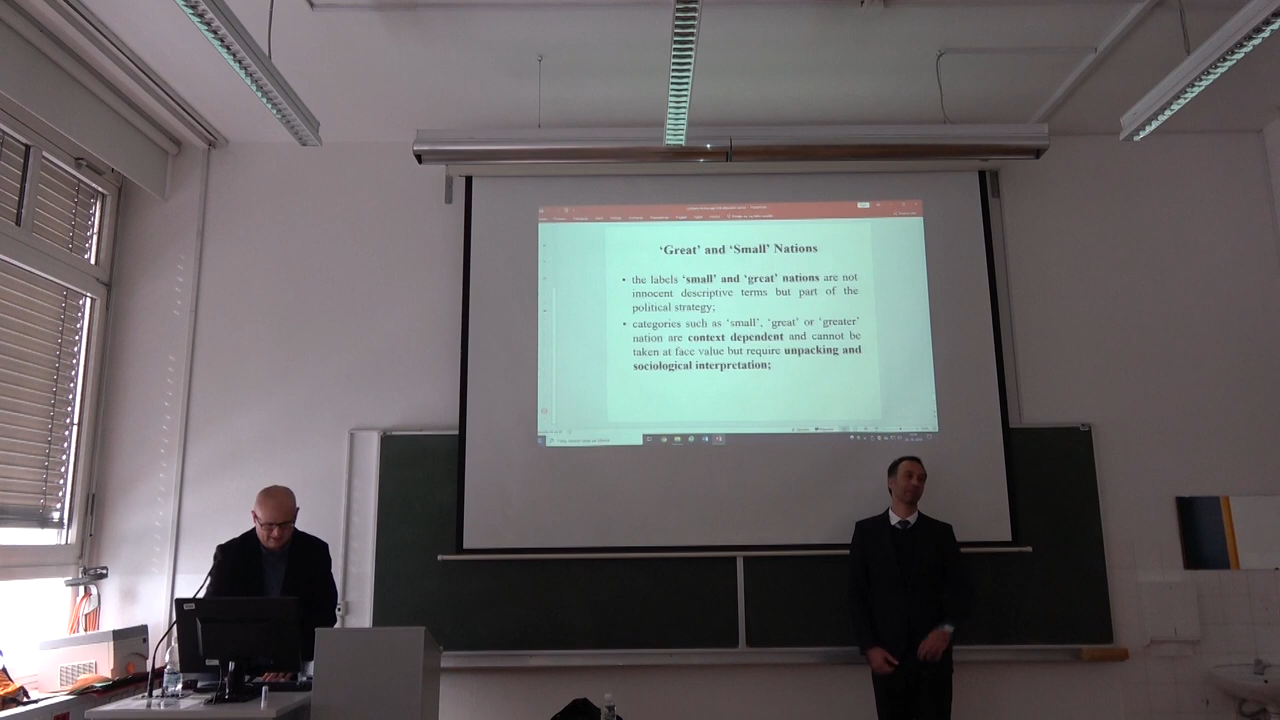 ‘Great’ and ‘Small’ Nations
• the labels ‘small’ and ‘great’ nations are not
innocent descriptive terms but part of the
political strategy;
• categories such as ‘small’, ‘great’ or ‘greater’
nation are context dependent and cannot be
taken at face value but require unpacking and
sociological interpretation;